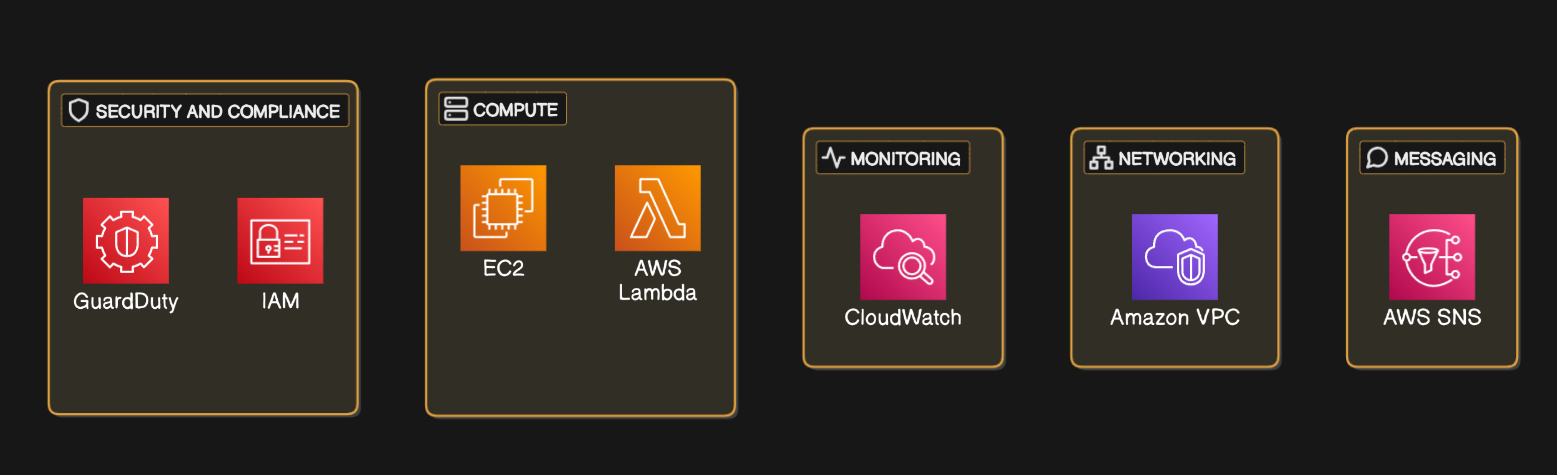 SECURITY AND COMPLIANCE
GuardDuty
IAM
COMPUTE
EC2
AWS
Lambda
MONITORING
CloudWatch
NETWORKING
Amazon VPC
MESSAGING
AWS SNS